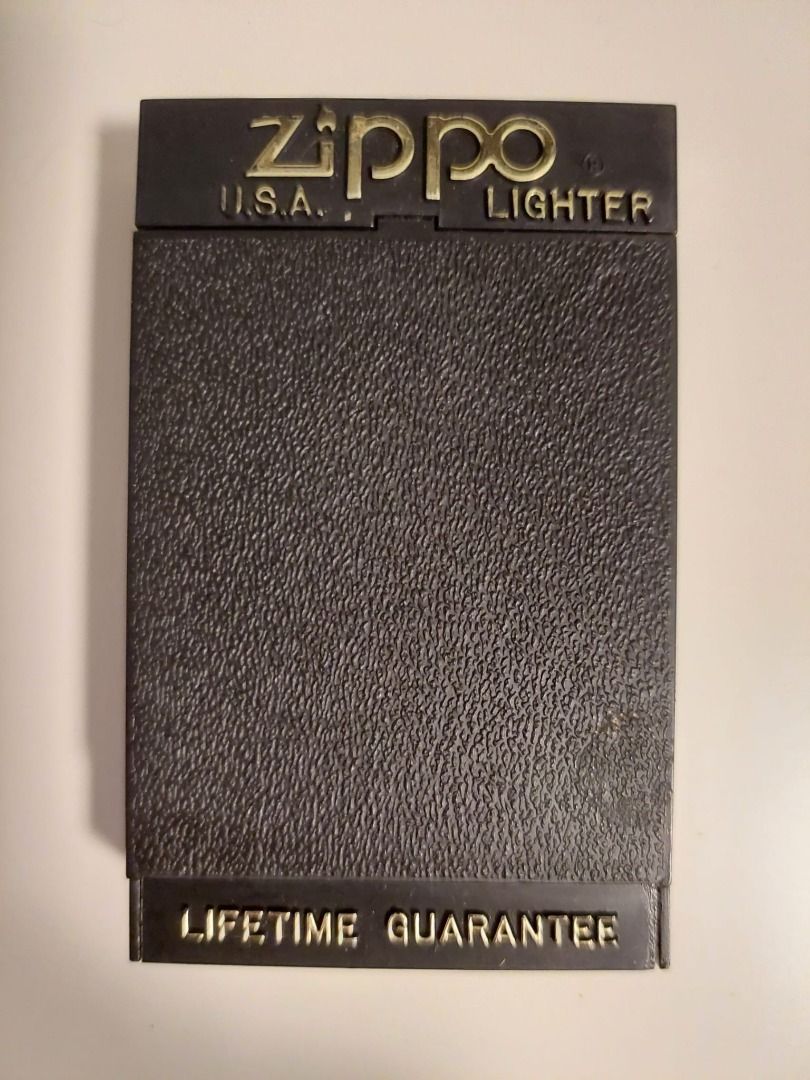 Zippo ®
U.S.A. LIGHTER
LIFETIME GUARANTEE